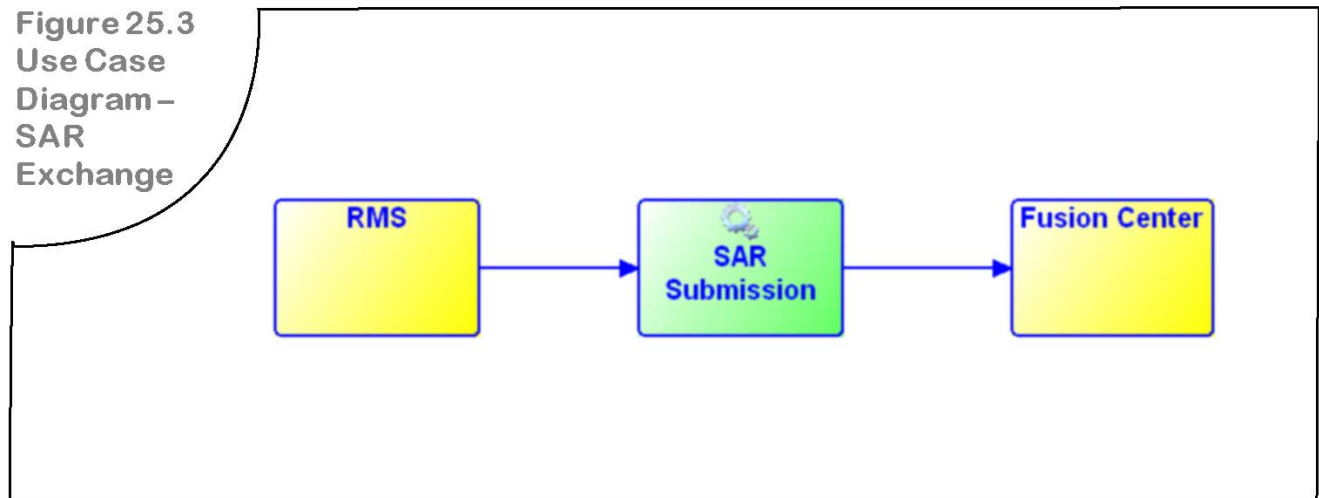 Figure 25.3
Use Case
Diagram –
SAR
Exchange
RMS
SAR
Submission
Fusion Center